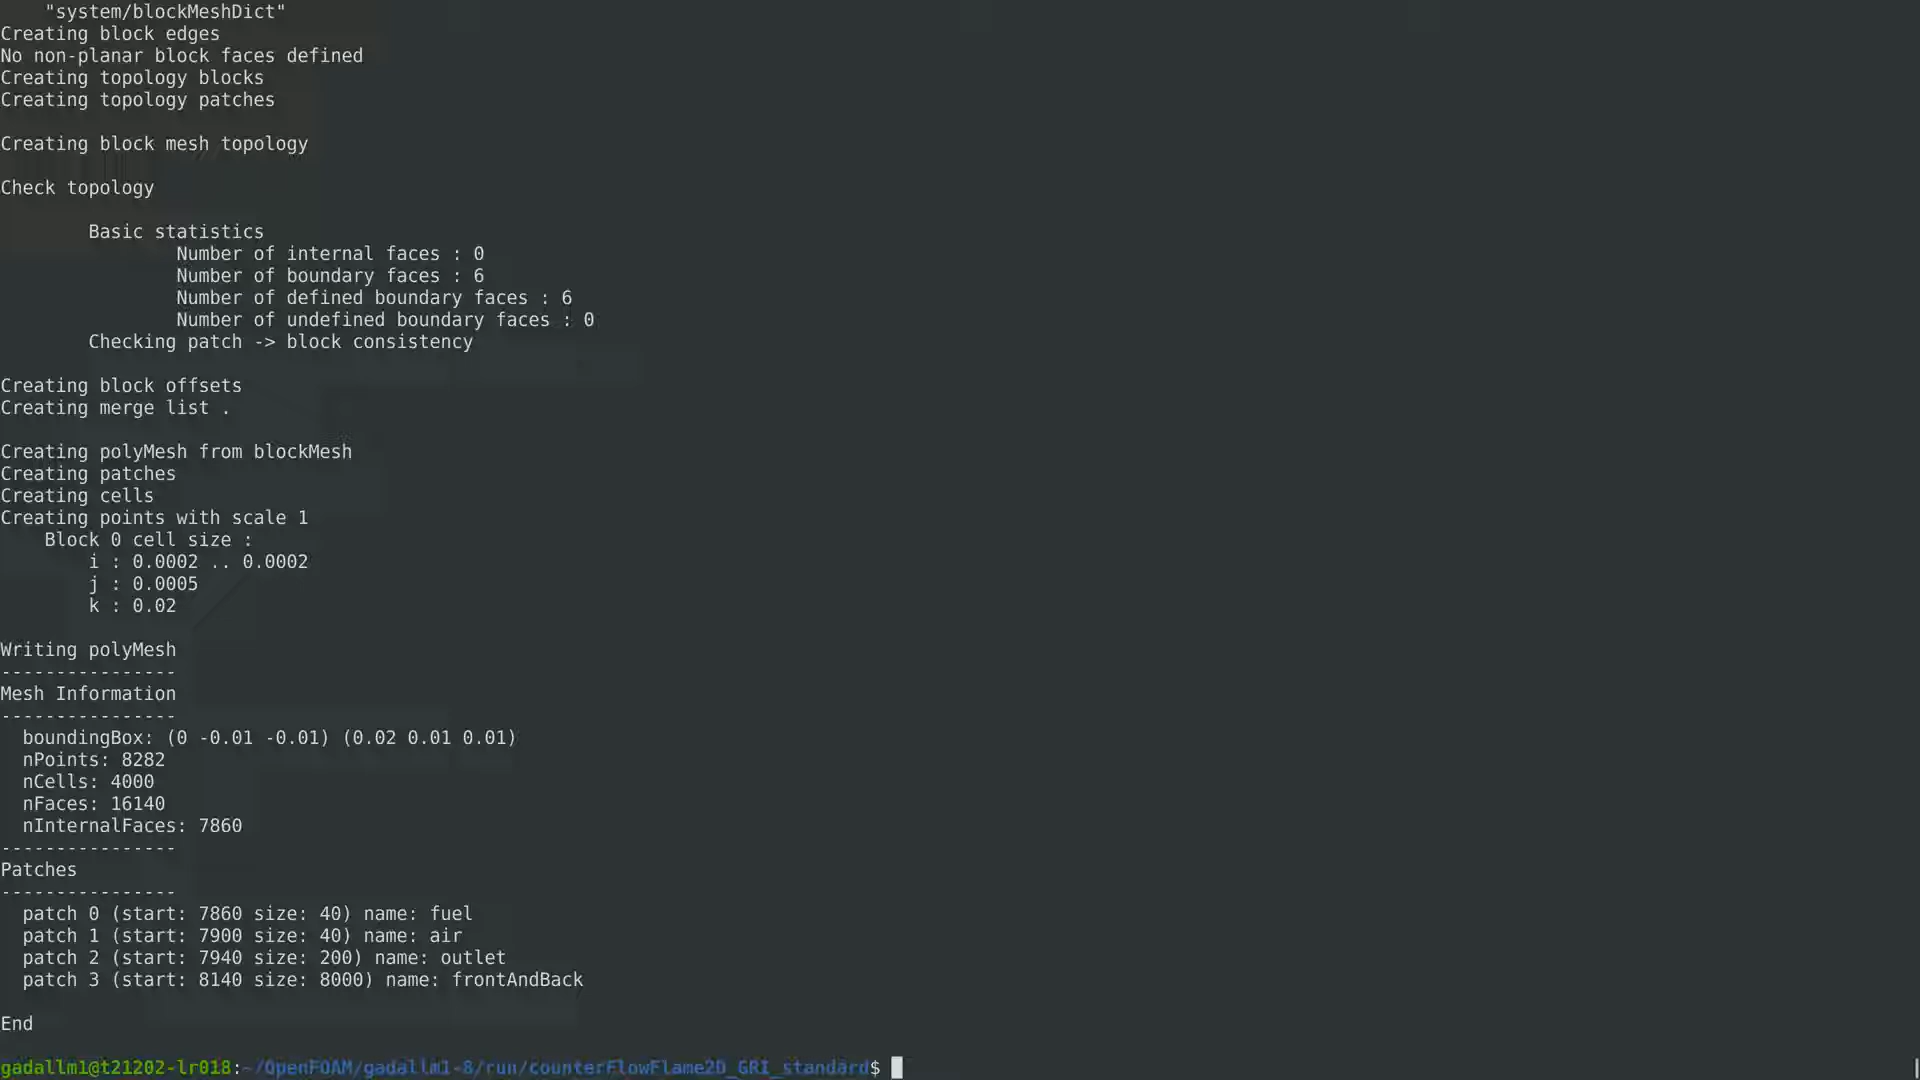 "system/blockMeshDict"
Creating block edges
No non-planar block faces defined
Creating topology blocks
Creating topology patches
Creating block mesh topology
Check topology
Basic statistics
Number of internal faces : 0
Number of boundary faces : 6
Number of defined boundary faces : 6
Number of undefined boundary faces : 0
Checking patch -> block consistency
Creating block offsets
Creating merge list .
Creating polyMesh from blockMesh
Creating patches
Creating cells
Creating points with scale 1
Block 0 cell size :
i : 0.0002 .. 0.0002
j : 0.0005
k : 0.02
Writing polyMesh
----------------
Mesh Information
----------------
boundingBox: (0 -0.01 -0.01) (0.02 0.01 0.01)
nPoints: 8282
nCells: 4000
nFaces: 16140
nInternalFaces: 7860
----------------
Patches
----------------
patch 0 (start: 7860 size: 40) name: fuel
patch 1 (start: 7900 size: 40) name: air
patch 2 (start: 7940 size: 200) name: outlet
patch 3 (start: 8140 size: 8000) name: frontAndBack
End
gadallm1@t21202-lr018:~/OpenFOAM/gadallm1-8/run/counterFlowFlame2D_GRI_standard$